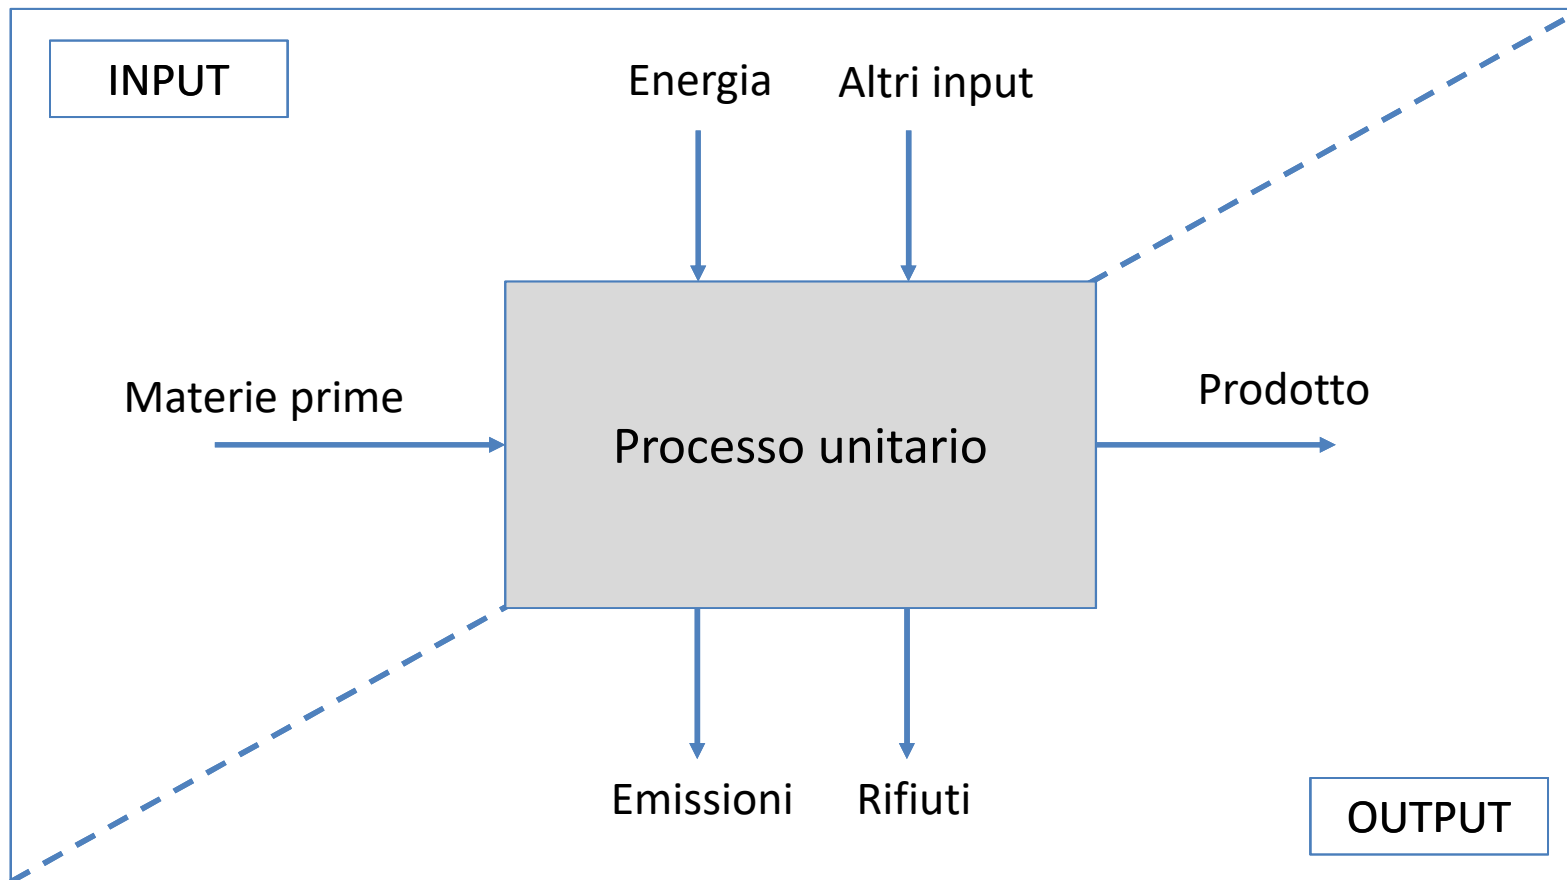 INPUT
Energia
Altri input
Materie prime
Prodotto
Processo unitario
Emissioni
Rifiuti
OUTPUT